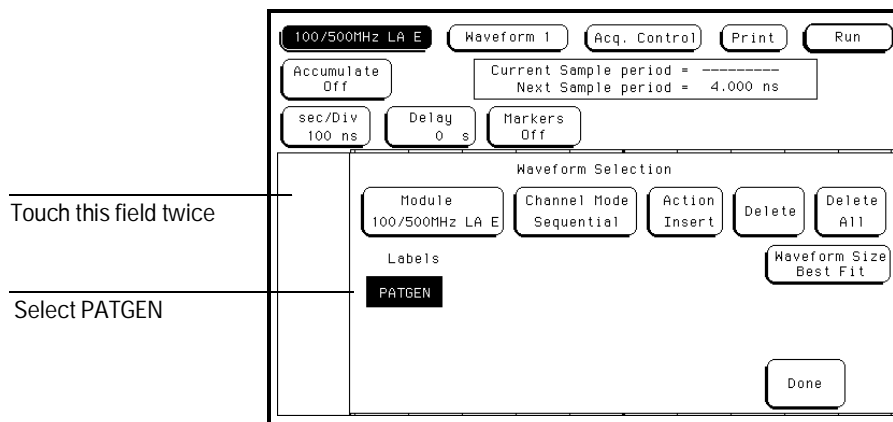 100/500MHz LA E Waveform 1 Acq. Control Print Run
Accumulate
Off
Current Sample period = ---------
Next Sample period = 4.000 ns
sec/Div
100 ns
Delay
0 s
Markers
Off
Waveform Selection
Touch this field twice
Module
100/500MHz LA E
Channel Mode
Sequential
Action
Insert
Delete
Delete
All
Labels
Waveform Size
Best Fit
PATGEN
Select PATGEN
Done